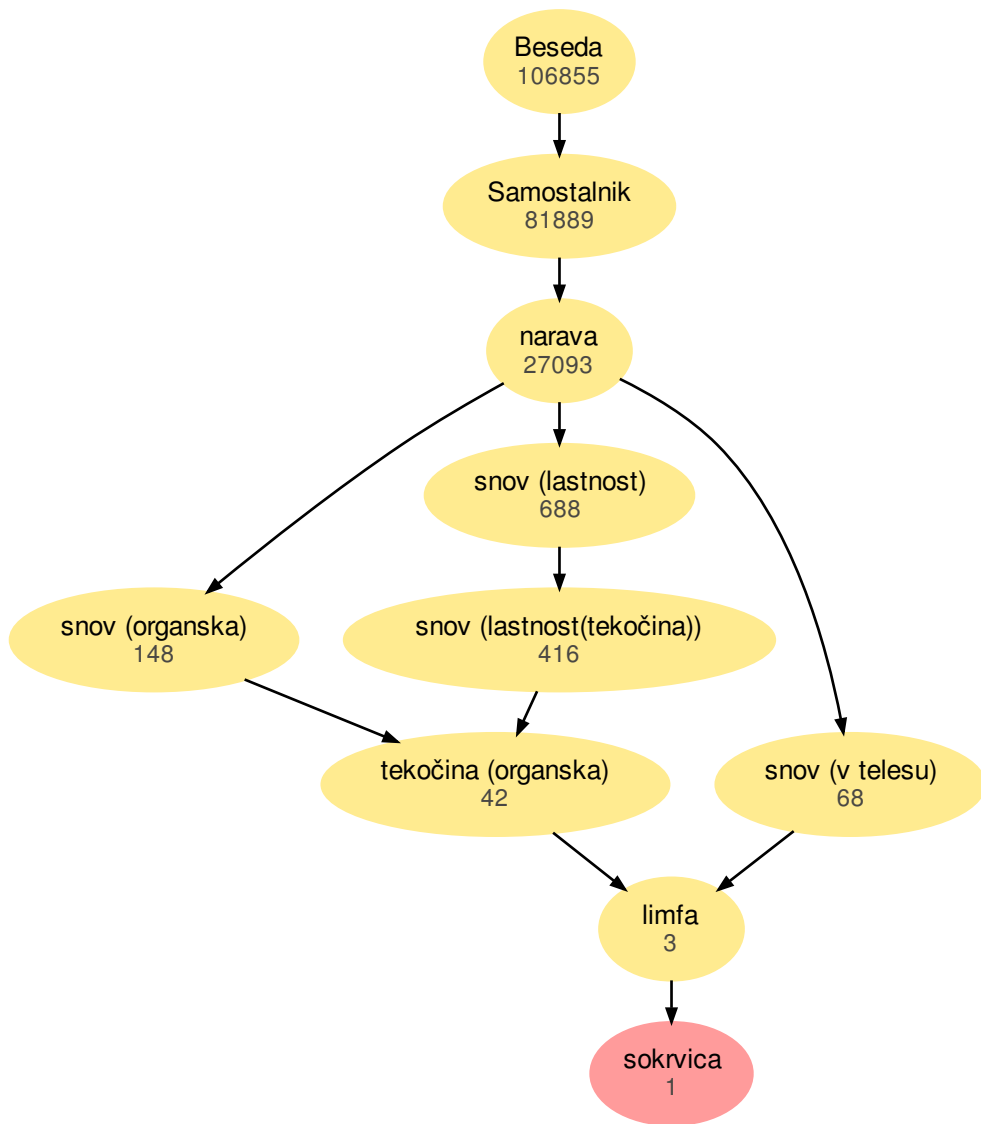 Beseda
106855
Samostalnik
81889
narava
27093
snov (lastnost)
688
snov (organska)
148
snov (lastnost(tekočina))
416
tekočina (organska)
42
snov (v telesu)
68
limfa
3
sokrvica
1